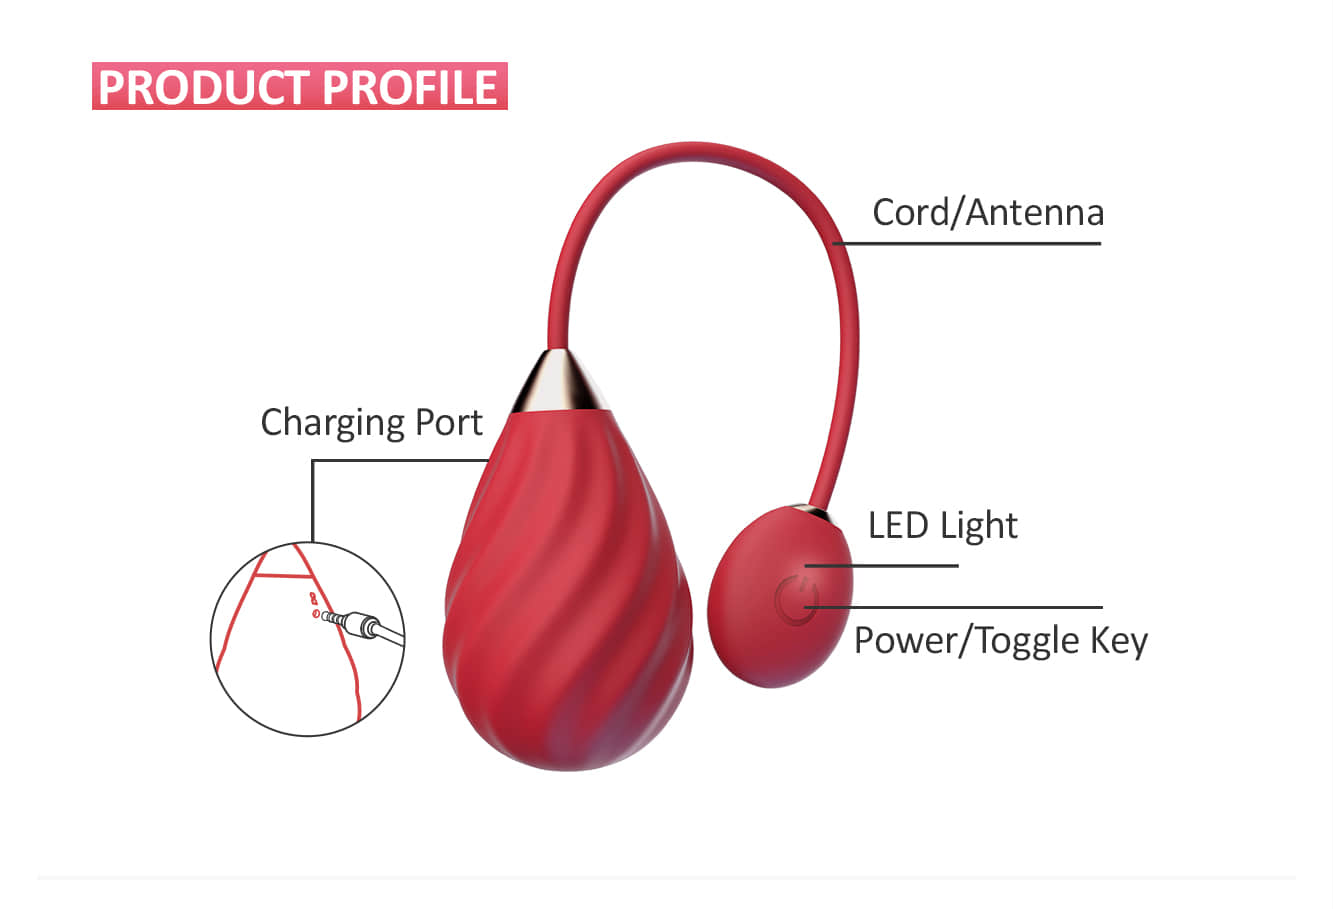 PRODUCT PROFILE
Cord/Antenna
Charging Port
LED Light
Power/Toggle Key